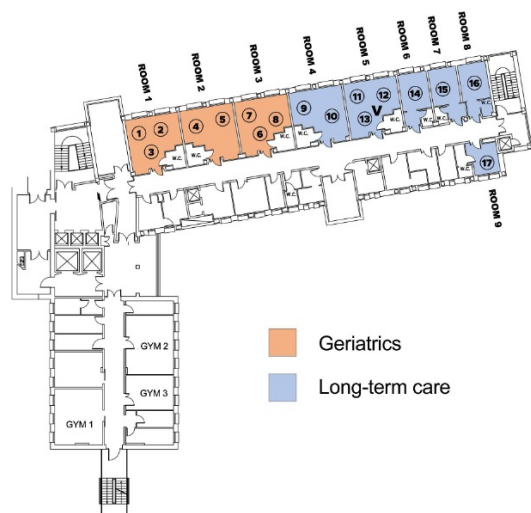 ROOM 1
ROOM 2
ROOM 3
ROOM 4
ROOM 5
ROOM 6
ROOM 7
ROOM 8
1
2
3
W.C.
4
5
W.C.
7
8
6
W.C.
9
10
W.C.
11
12
13
V
W.C.
14
W.C.
15
W.C.
16
W.C.
17
W.C.
ROOM 9
W.C.
GYM 2
GYM 3
GYM 1
Geriatrics
Long-term care